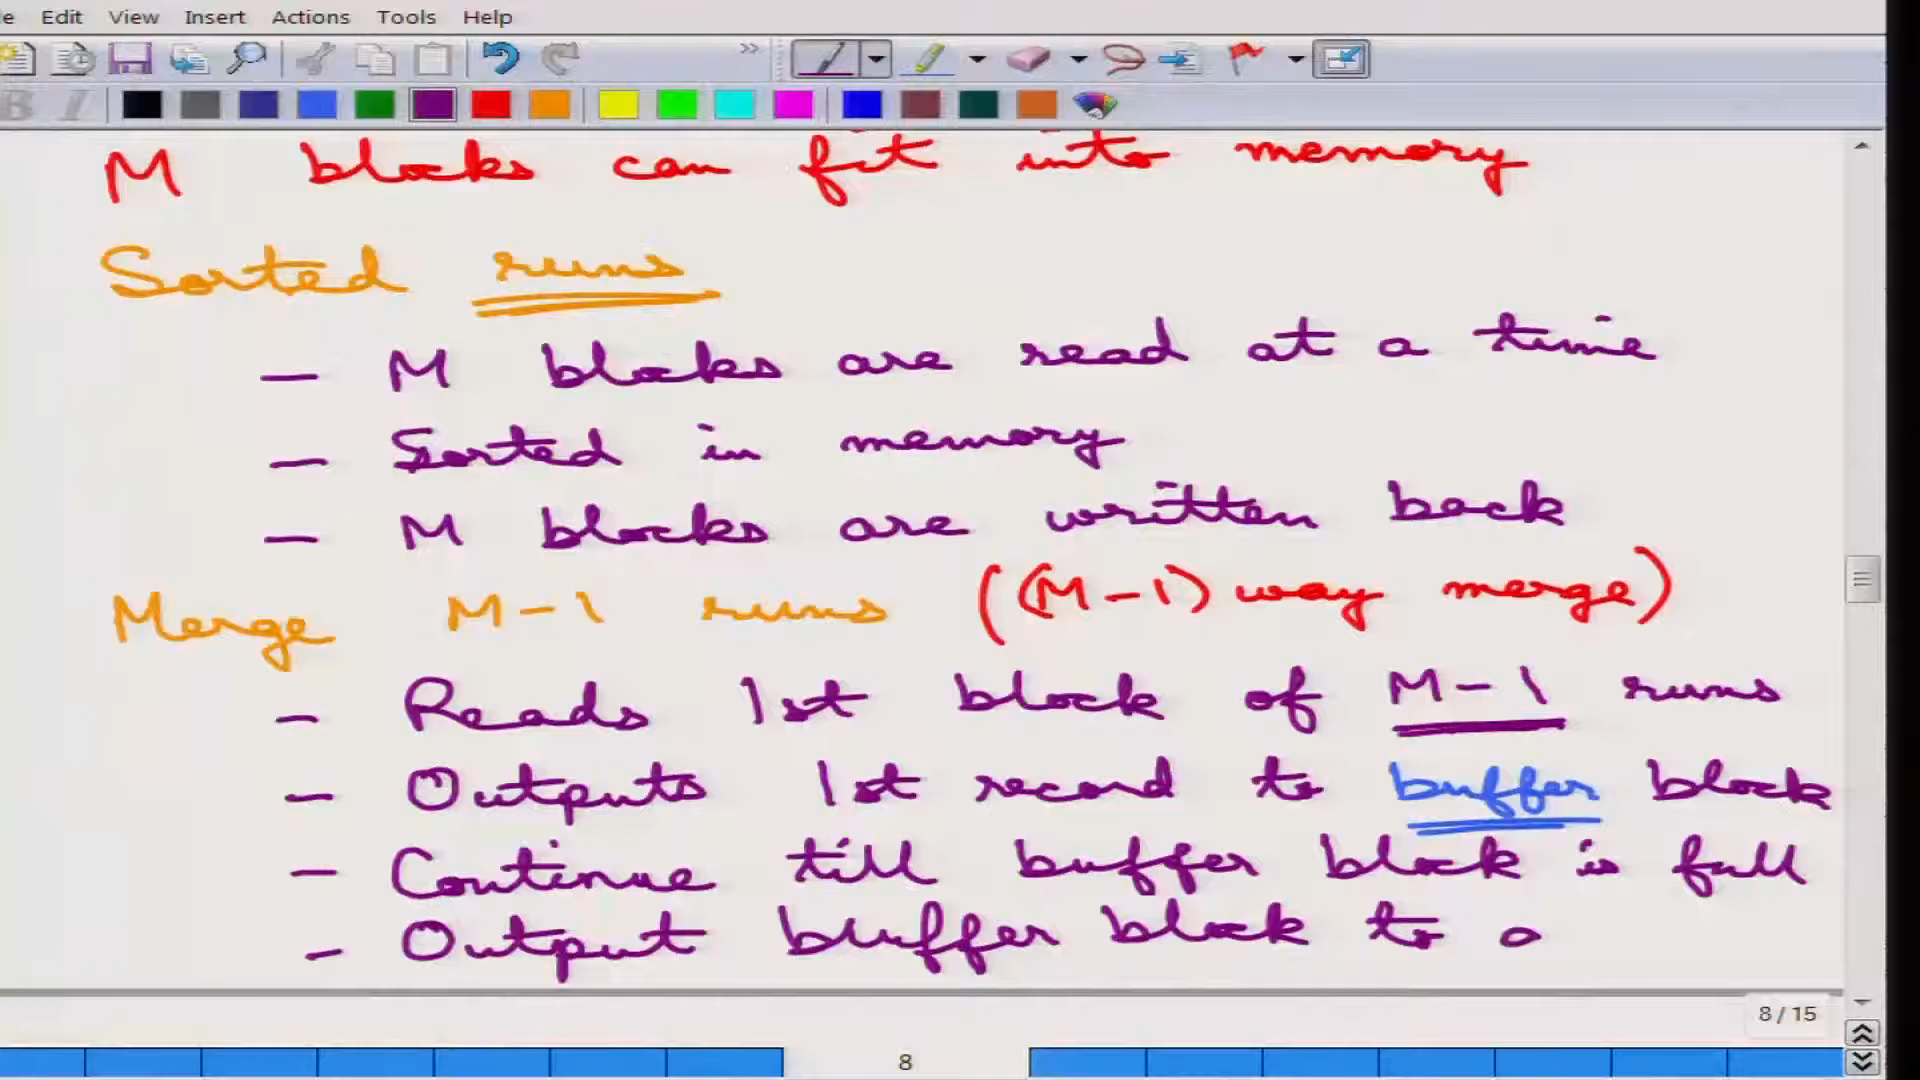 Edit View Insert Actions Tools Help
B I
M blocks can fit into memory
Sorted runs
- M blocks are read at a time
- Sorted in memory
- M blocks are written back
Merge M-1 runs ((M-1) way merge)
- Reads 1st block of M-1 runs
- Outputs 1st record to buffer block
- Continue till buffer block is full
- Output buffer block to
8 / 15
8